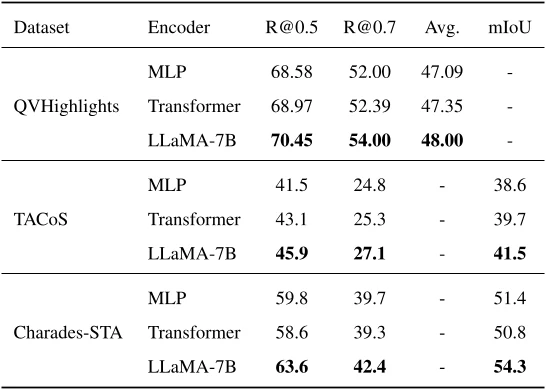 Dataset Encoder R@0.5 R@0.7 Avg. mIoU
MLP 68.58 52.00 47.09 -
QVHighlights Transformer 68.97 52.39 47.35 -
LLaMA-7B 70.45 54.00 48.00 -
MLP 41.5 24.8 - 38.6
TACoS Transformer 43.1 25.3 - 39.7
LLaMA-7B 45.9 27.1 - 41.5
MLP 59.8 39.7 - 51.4
Charades-STA Transformer 58.6 39.3 - 50.8
LLaMA-7B 63.6 42.4 - 54.3